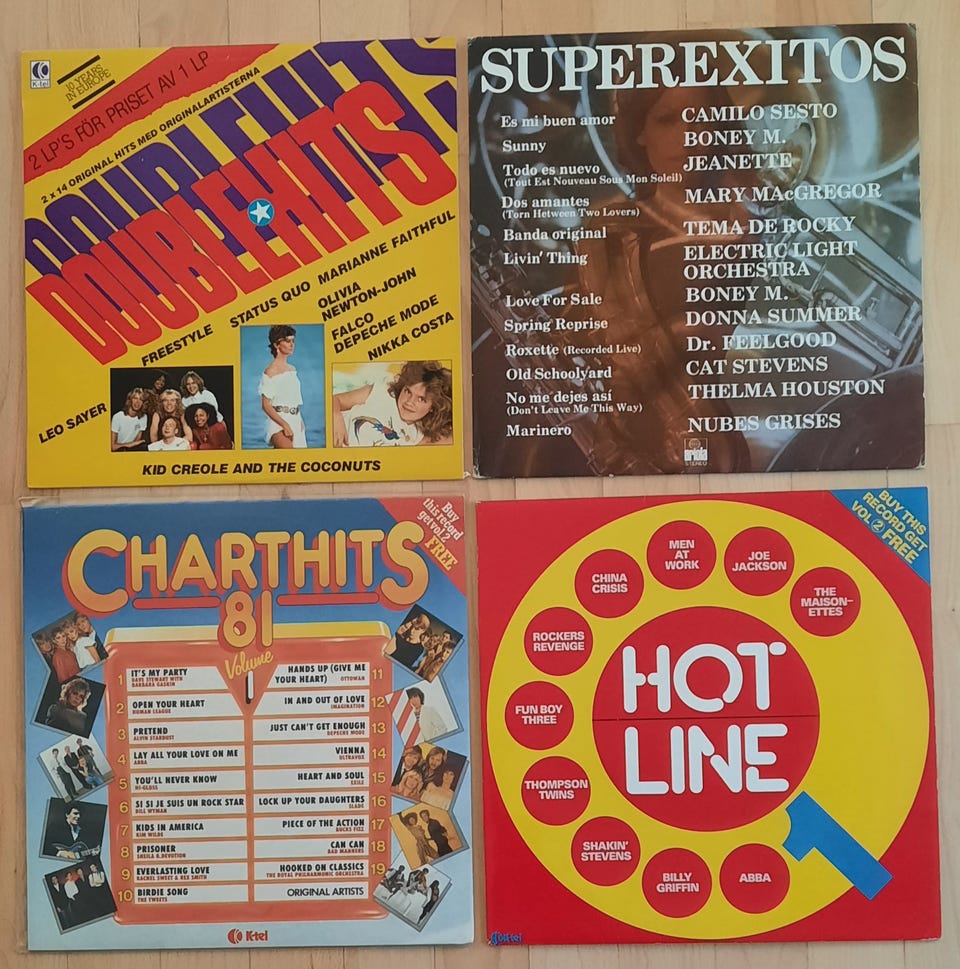 K-tel
10 YEARS
IN EUROPE
2 LP'S FÖR PRISET AV 1 LP
2 x 14 ORIGINAL HITS MED ORIGINALARTISTERNA
DOUBLEHITS
DOUBLEHITS
LEO SAYER
FREESTYLE
STATUS QUO
MARIANNE FAITHFUL
OLIVIA
NEWTON-JOHN
FALCO
DEPECHE MODE
NIKKA COSTA
KID CREOLE AND THE COCONUTS
SUPEREXITOS
Es mi buen amor CAMILO SESTO
Sunny BONEY M.
Todo es nuevo JEANETTE
(Tout Est Nouveau Sous Mon Soleil)
Dos amantes MARY MAcGREGOR
(Torn Hetween Two Lovers)
Banda original TEMA DE ROCKY
Livin' Thing ELECTRIC LIGHT
ORCHESTRA
Love For Sale BONEY M.
Spring Reprise DONNA SUMMER
Roxette (Recorded Live) Dr. FEELGOOD
Old Schoolyard CAT STEVENS
No me dejes así THELMA HOUSTON
(Don't Leave Me This Way)
Marinero NUBES GRISES
ariola
STEREO
Buy
this record
get vol 2
FREE
CHARTHITS
81
Volume
1
1 IT'S MY PARTY
DAVE STEWART WITH
BARBARA GASKIN
2 OPEN YOUR HEART
HUMAN LEAGUE
3 PRETEND
ALVIN STARDUST
4 LAY ALL YOUR LOVE ON ME
ABBA
5 YOU'LL NEVER KNOW
HI-GLOSS
6 SI SI JE SUIS UN ROCK STAR
BILL WYMAN
7 KIDS IN AMERICA
KIM WILDE
8 PRISONER
SHEILA B.DEVOTION
9 EVERLASTING LOVE
RACHEL SWEET & REX SMITH
10 BIRDIE SONG
THE TWEETS
HANDS UP (GIVE ME 11
YOUR HEART) OTTOWAN
IN AND OUT OF LOVE 12
IMAGINATION
JUST CAN'T GET ENOUGH 13
DEPECHE MODE
VIENNA 14
ULTRAVOX
HEART AND SOUL 15
EXILE
LOCK UP YOUR DAUGHTERS 16
SLADE
PIECE OF THE ACTION 17
BUCKS FIZZ
CAN CAN 18
BAD MANNERS
HOOKED ON CLASSICS 19
THE ROYAL PHILHARMONIC ORCHESTRA
ORIGINAL ARTISTS
K-tel
BUY THIS
RECORD GET
VOL 2 FREE
MEN
AT
WORK
JOE
JACKSON
CHINA
CRISIS
THE
MAISON-
ETTES
ROCKERS
REVENGE
HOT
LINE
FUN BOY
THREE
THOMPSON
TWINS
SHAKIN'
STEVENS
BILLY
GRIFFIN
ABBA
K-tel